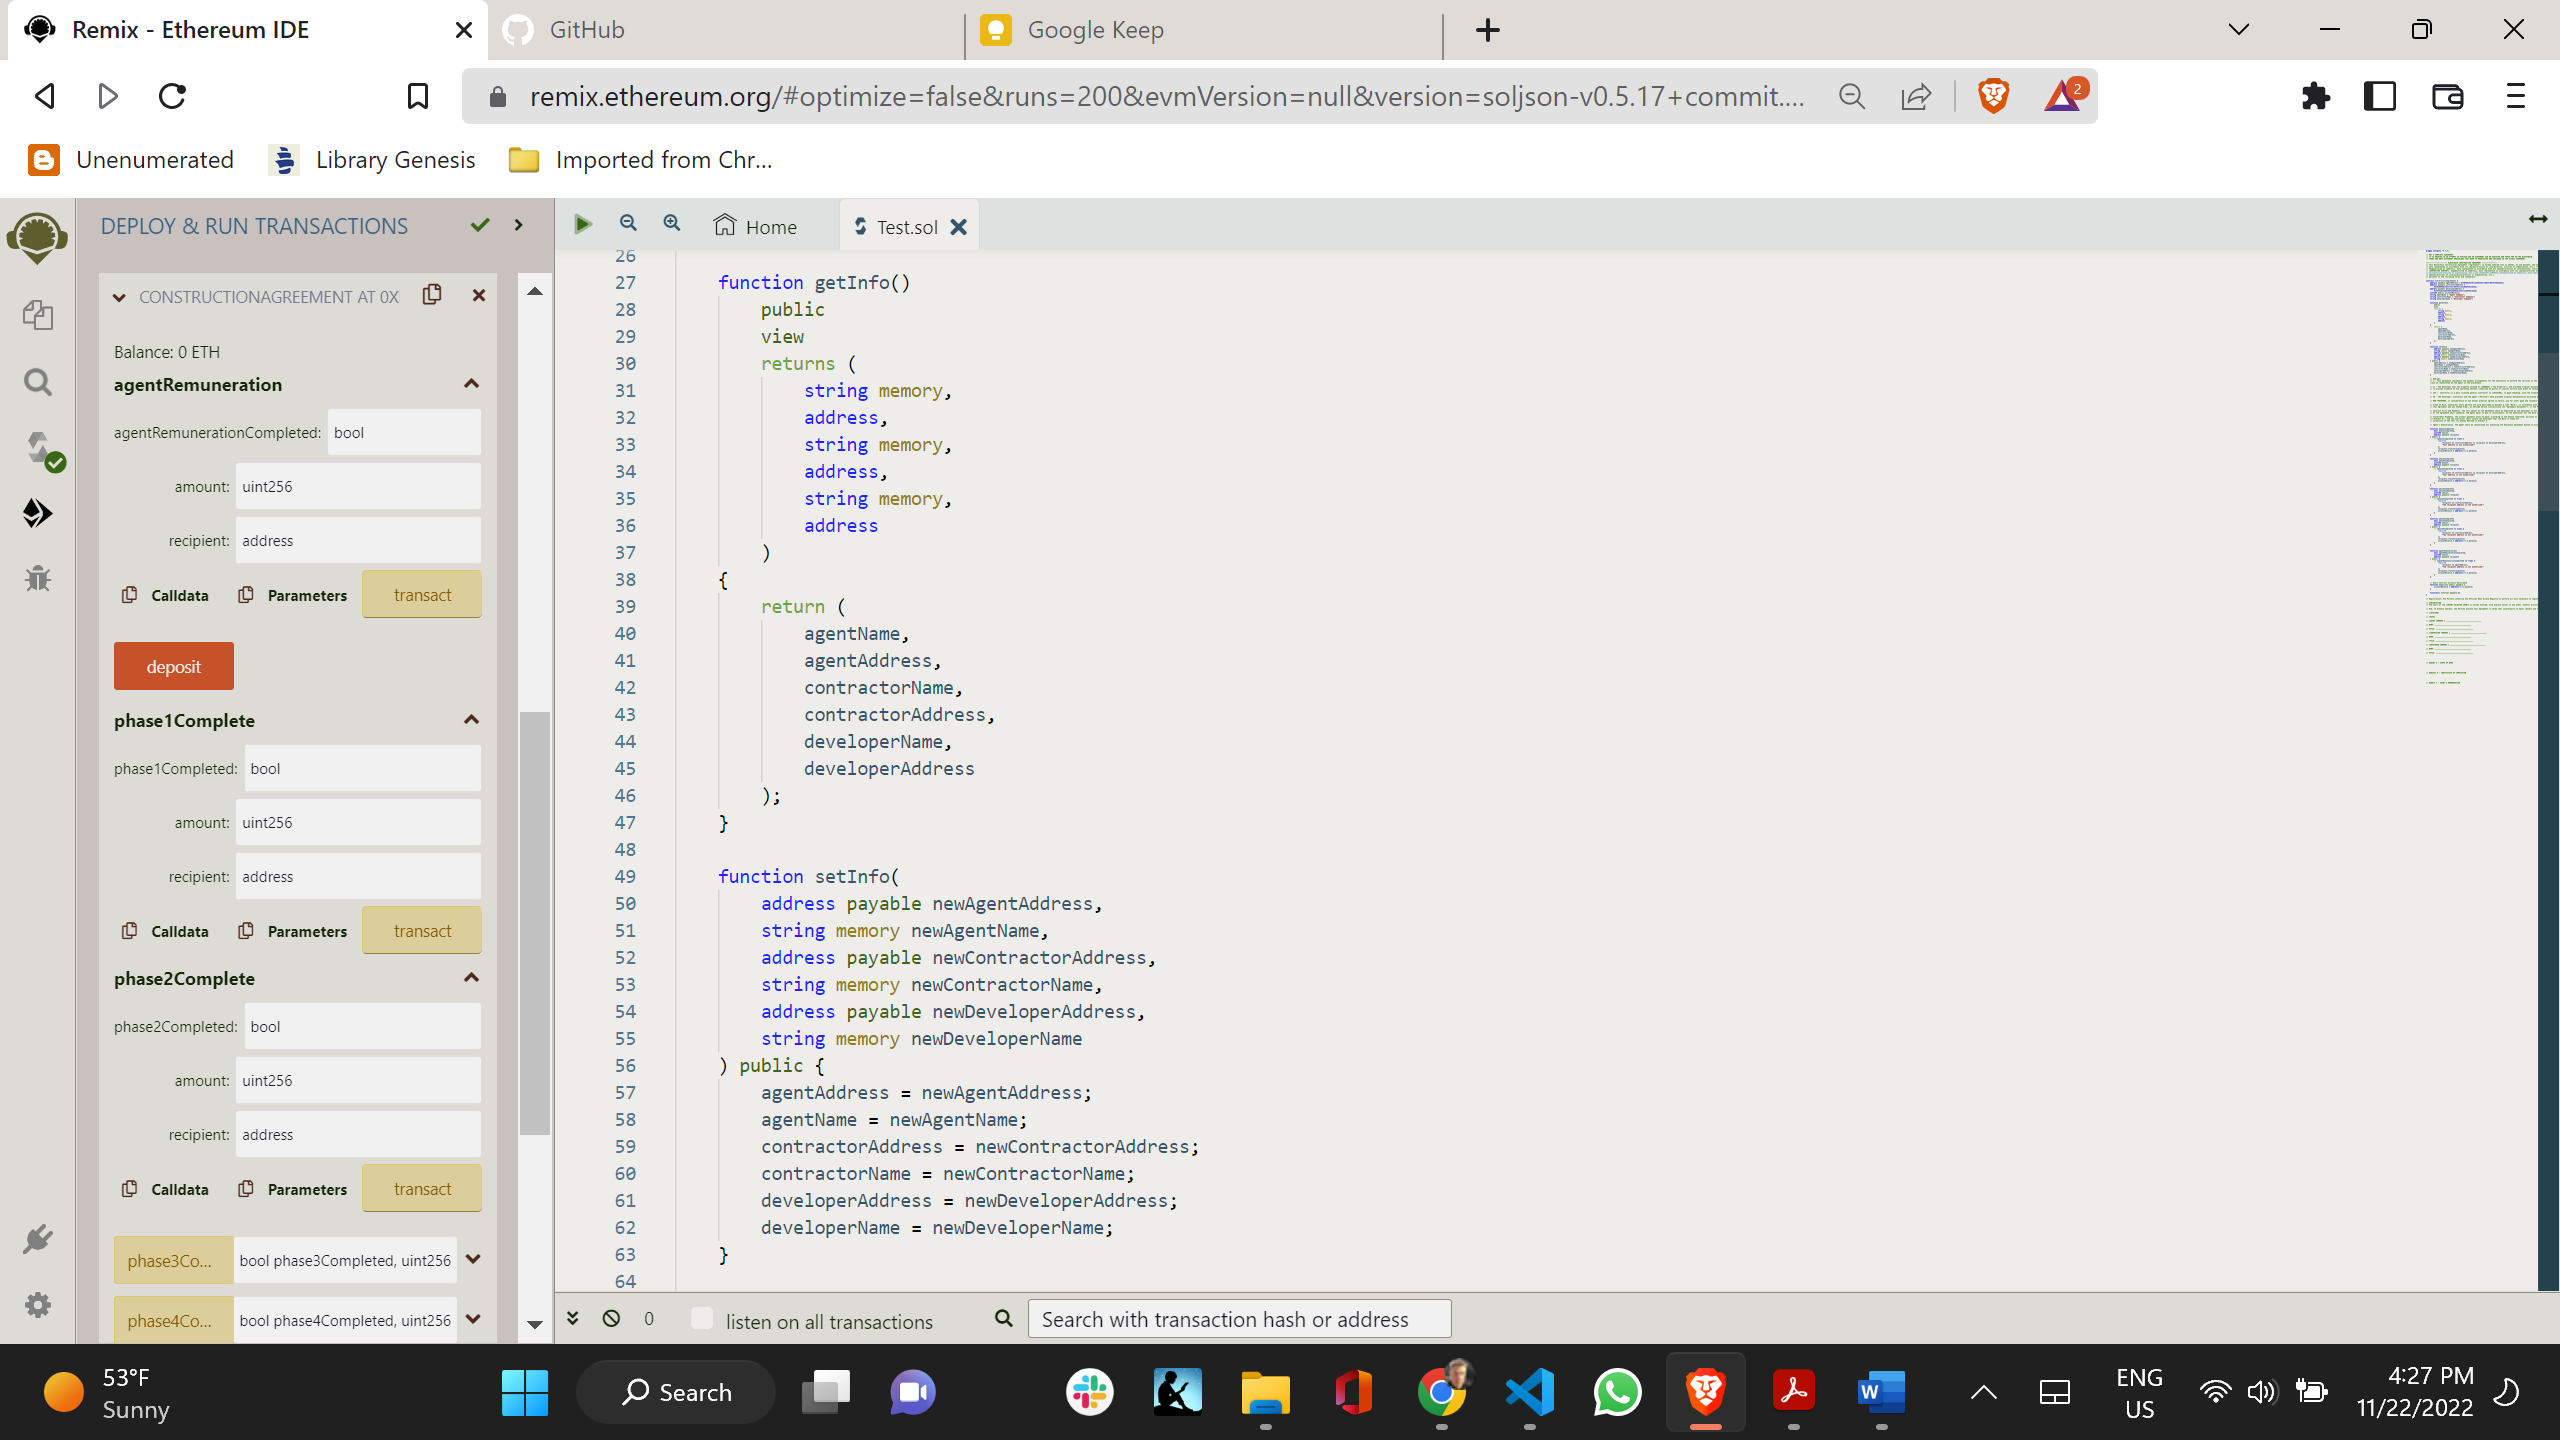 Remix - Ethereum IDE
GitHub
Google Keep
remix.ethereum.org/#optimize=false&runs=200&evmVersion=null&version=soljson-v0.5.17+commit....
2
Unenumerated
Library Genesis
Imported from Chr...
DEPLOY & RUN TRANSACTIONS
CONSTRUCTIONAGREEMENT AT 0X
Balance: 0 ETH
agentRemuneration
agentRemunerationCompleted: bool
amount: uint256
recipient: address
Calldata Parameters transact
deposit
phase1Complete
phase1Completed: bool
amount: uint256
recipient: address
Calldata Parameters transact
phase2Complete
phase2Completed: bool
amount: uint256
recipient: address
Calldata Parameters transact
phase3Co... bool phase3Completed, uint256
phase4Co... bool phase4Completed, uint256
Home
Test.sol
26
27 function getInfo()
28 public
29 view
30 returns (
31 string memory,
32 address,
33 string memory,
34 address,
35 string memory,
36 address
37 )
38 {
39 return (
40 agentName,
41 agentAddress,
42 contractorName,
43 contractorAddress,
44 developerName,
45 developerAddress
46 );
47 }
48
49 function setInfo(
50 address payable newAgentAddress,
51 string memory newAgentName,
52 address payable newContractorAddress,
53 string memory newContractorName,
54 address payable newDeveloperAddress,
55 string memory newDeveloperName
56 ) public {
57 agentAddress = newAgentAddress;
58 agentName = newAgentName;
59 contractorAddress = newContractorAddress;
60 contractorName = newContractorName;
61 developerAddress = newDeveloperAddress;
62 developerName = newDeveloperName;
63 }
64
0
listen on all transactions
Search with transaction hash or address
53°F
Sunny
Search
ENG
US
4:27 PM
11/22/2022